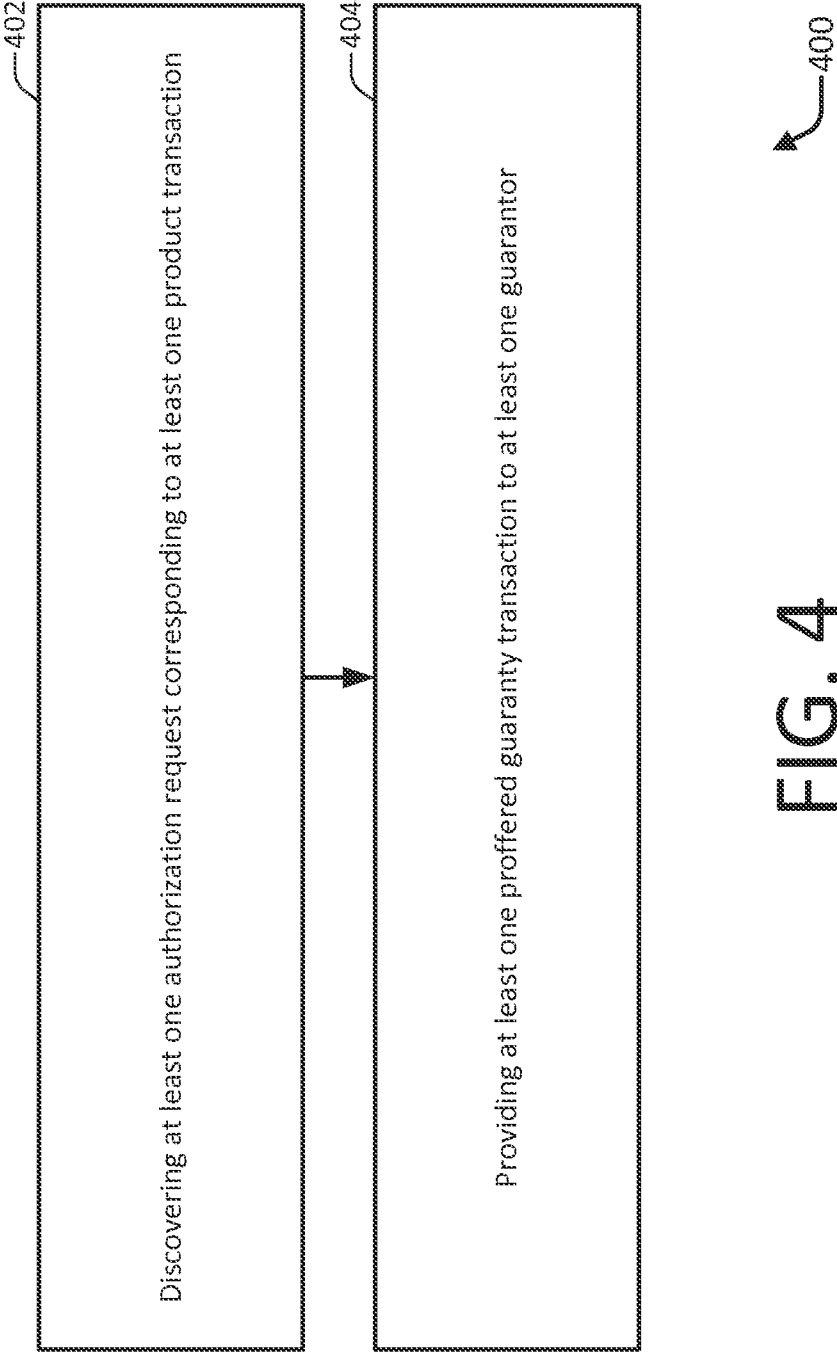 402
Discovering at least one authorization request corresponding to at least one product transaction
404
Providing at least one proffered guaranty transaction to at least one guarantor
400
FIG. 4